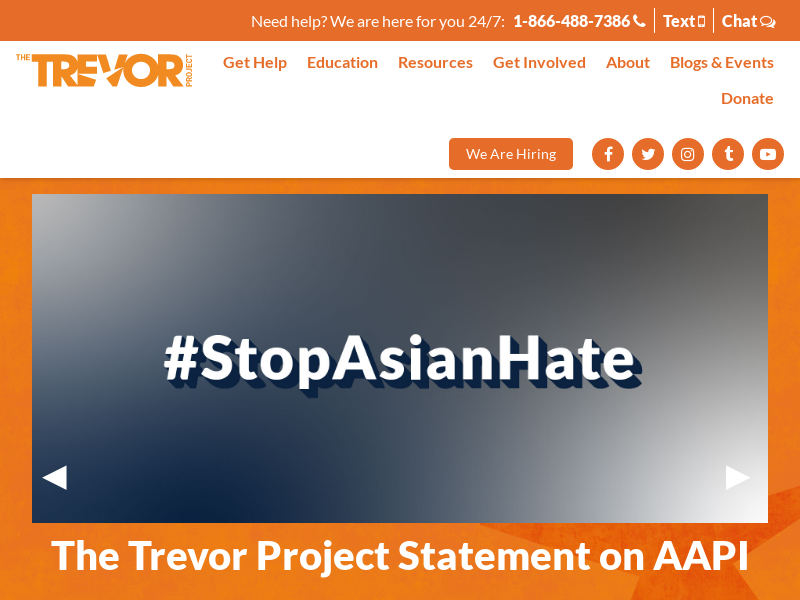 Need help? We are here for you 24/7: 1-866-488-7386 Text Chat
THE TREVOR PROJECT
Get Help Education Resources Get Involved About Blogs & Events
Donate
We Are Hiring
#StopAsianHate
The Trevor Project Statement on AAPI